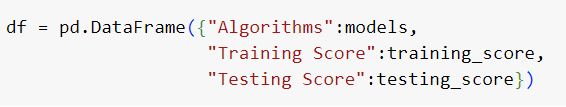 df = pd.DataFrame({"Algorithms":models,
"Training Score":training_score,
"Testing Score":testing_score})